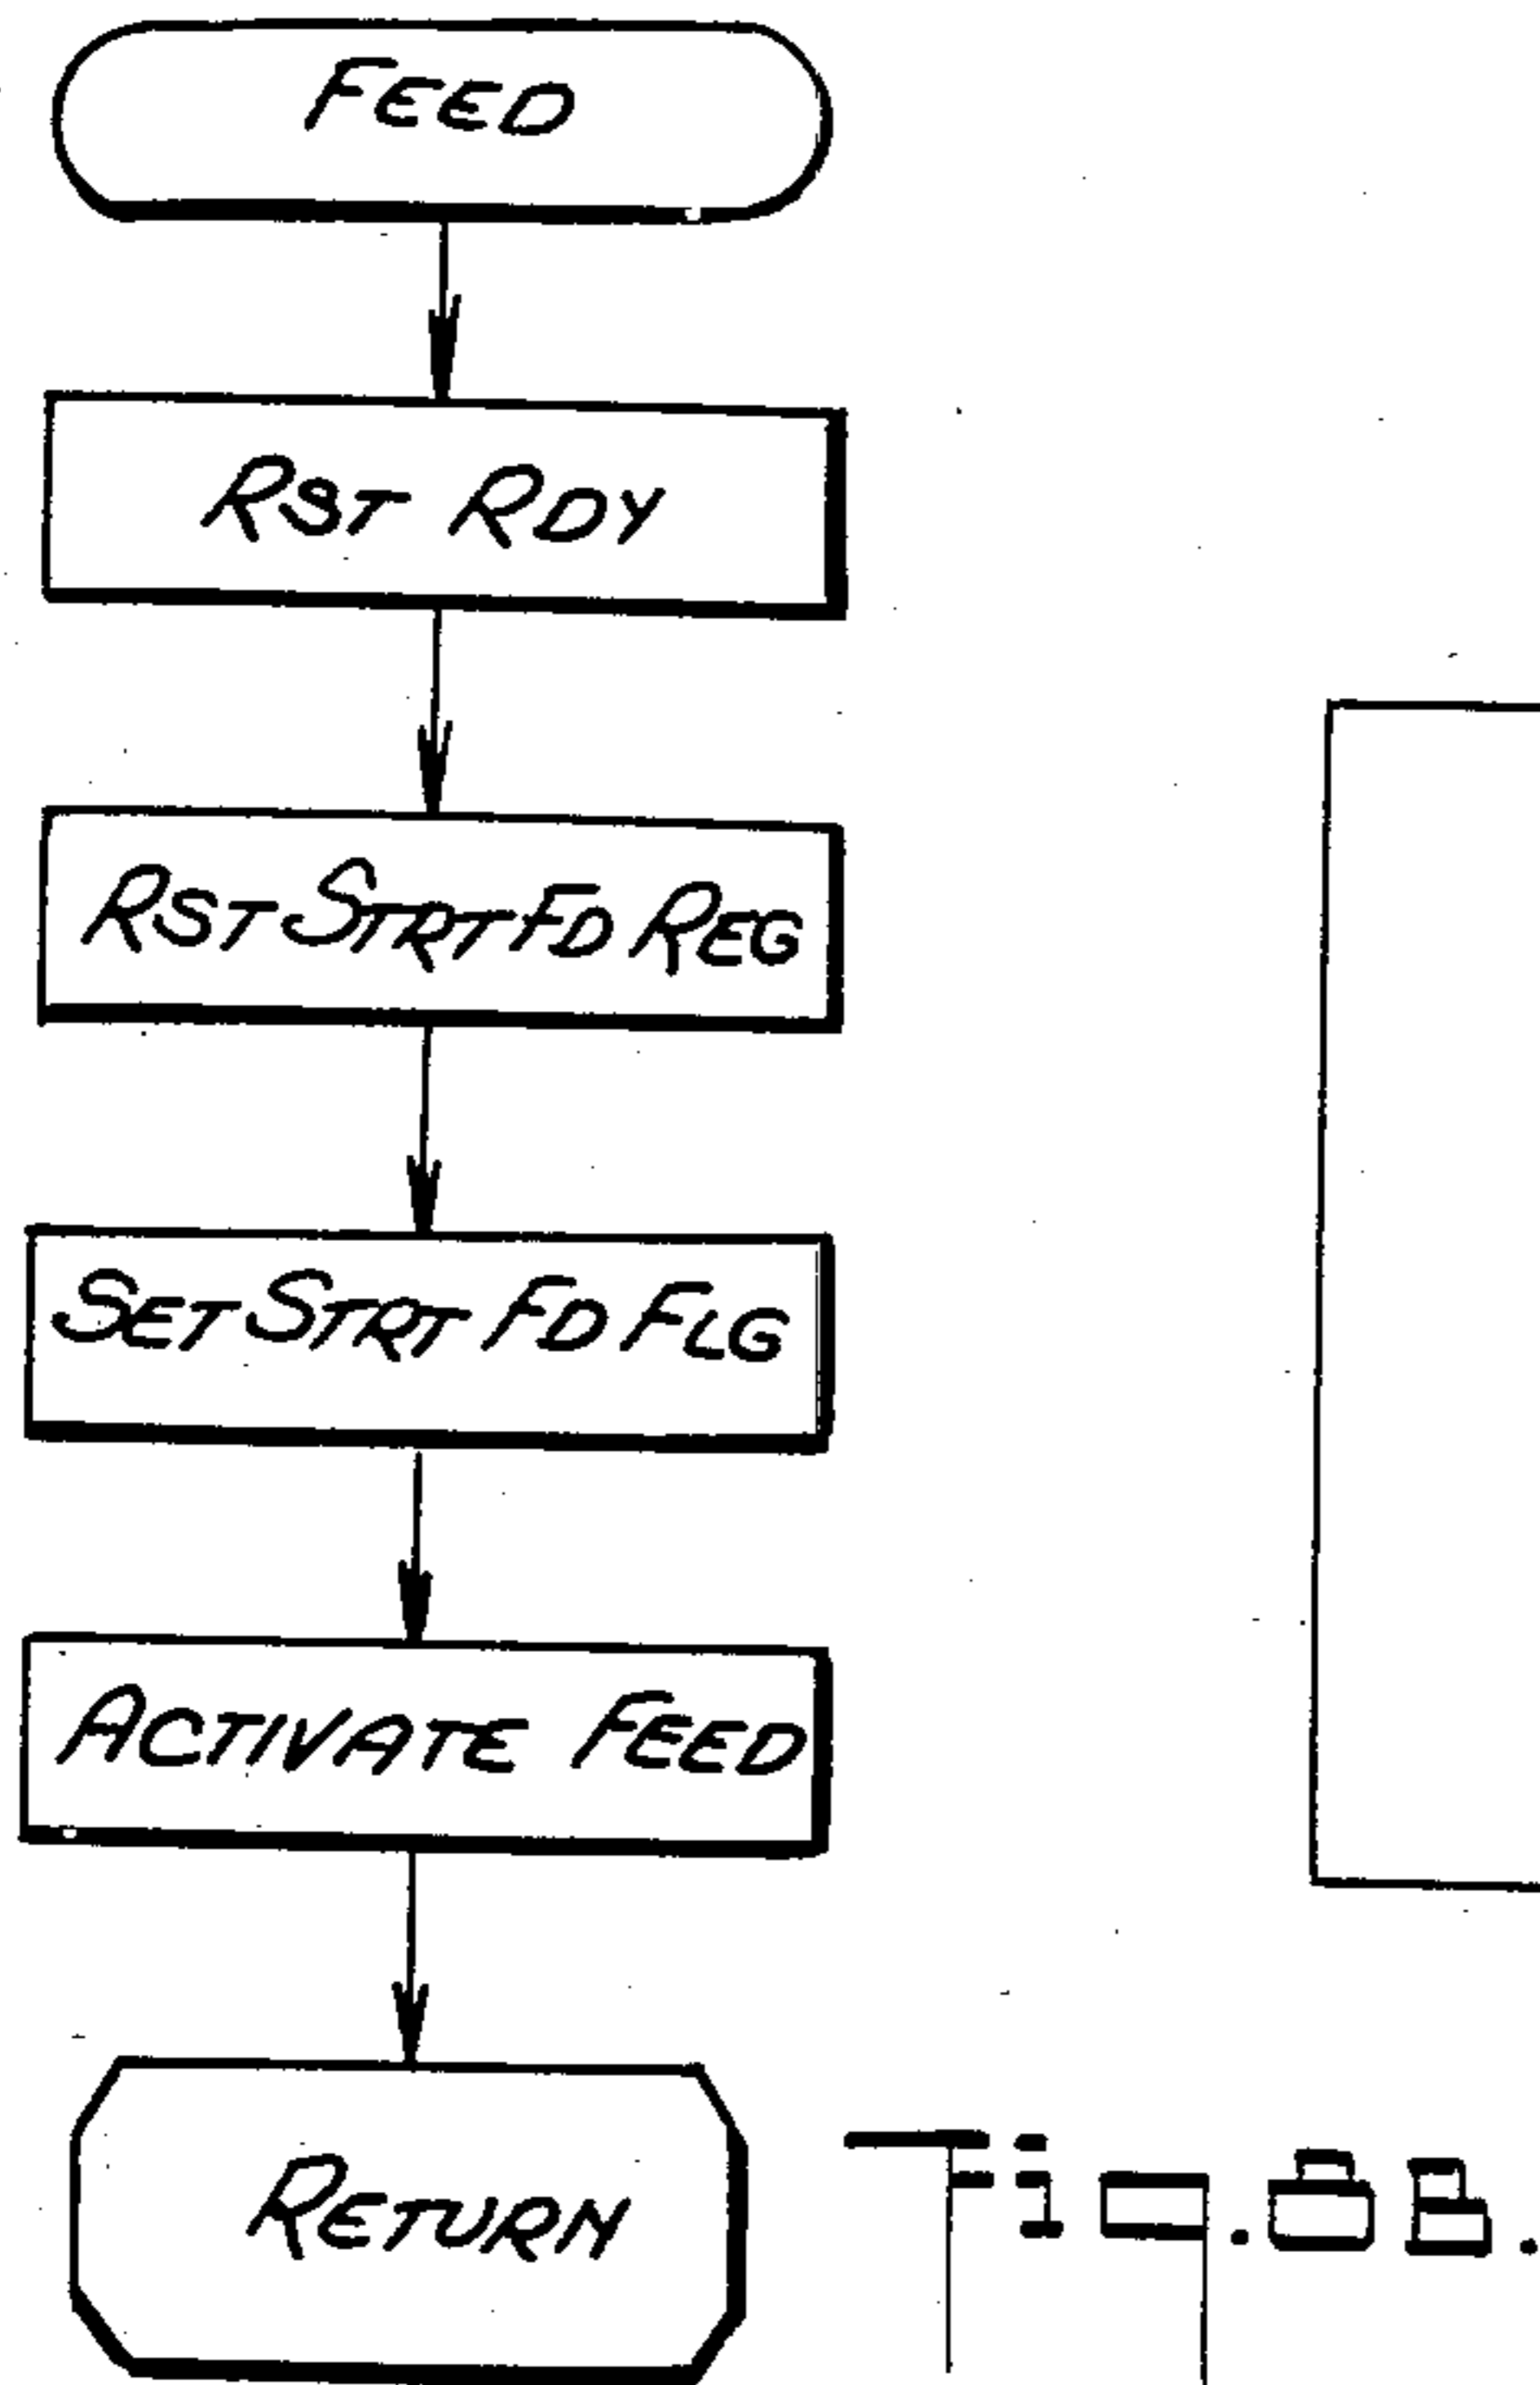 FEED
RST RDY
RST STRT FD REG
SET STRT FD FLG
ACTIVATE FEED
RETURN
Fig. 8B.